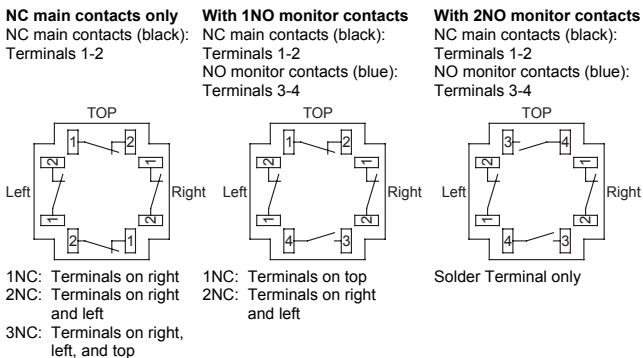 NC main contacts only
NC main contacts (black):
Terminals 1-2
TOP
1 2
2 1
Left Right
1 2
2 1
1NC: Terminals on right
2NC: Terminals on right
and left
3NC: Terminals on right,
left, and top
With 1NO monitor contacts
NC main contacts (black):
Terminals 1-2
NO monitor contacts (blue):
Terminals 3-4
TOP
1 2
2 1
Left Right
1 2
4 3
1NC: Terminals on top
2NC: Terminals on right
and left
With 2NO monitor contacts
NC main contacts (black):
Terminals 1-2
NO monitor contacts (blue):
Terminals 3-4
TOP
3 4
2 1
Left Right
1 2
4 3
Solder Terminal only